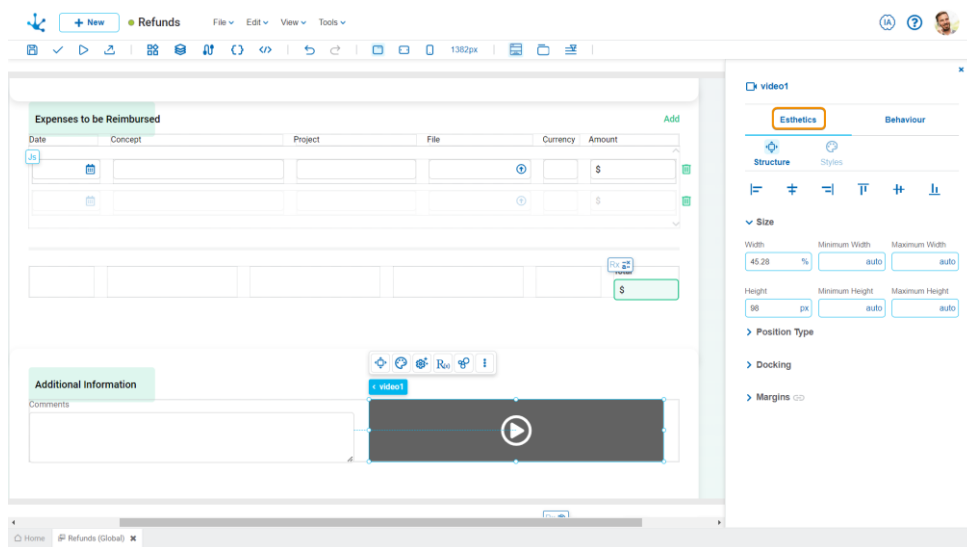 + New
Refunds
File
Edit
View
Tools
IA
?
1382px
video1
Expenses to be Reimbursed
Add
Esthetics
Behaviour
Date
Concept
Project
File
Currency
Amount
Js
Structure
Styles
$
$
Size
Width
Minimum Width
Maximum Width
45.28 %
auto
auto
Rx
Total
$
Height
Minimum Height
Maximum Height
98 px
auto
auto
Position Type
R(x)
Docking
Additional Information
< video1
Margins
Comments
Home
Refunds (Global)